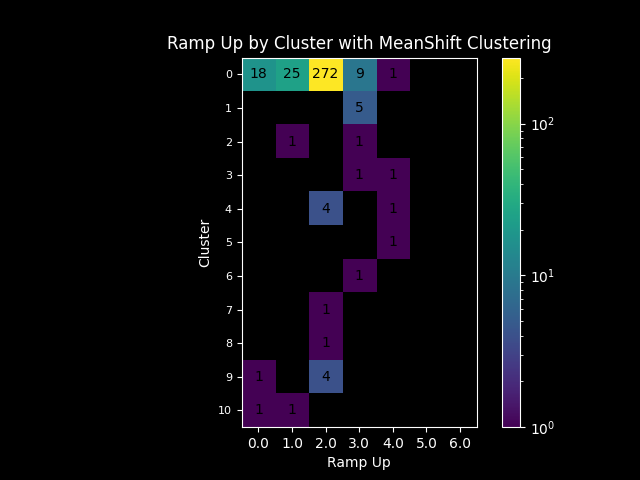 Ramp Up by Cluster with MeanShift Clustering
0 18 25 272 9 1
1 5
2 1 1
3 1 1
4 4 1
5 1
6 1
7 1
8 1
9 1 4
10 1 1
0.0 1.0 2.0 3.0 4.0 5.0 6.0
Ramp Up
Cluster
10²
10¹
10⁰